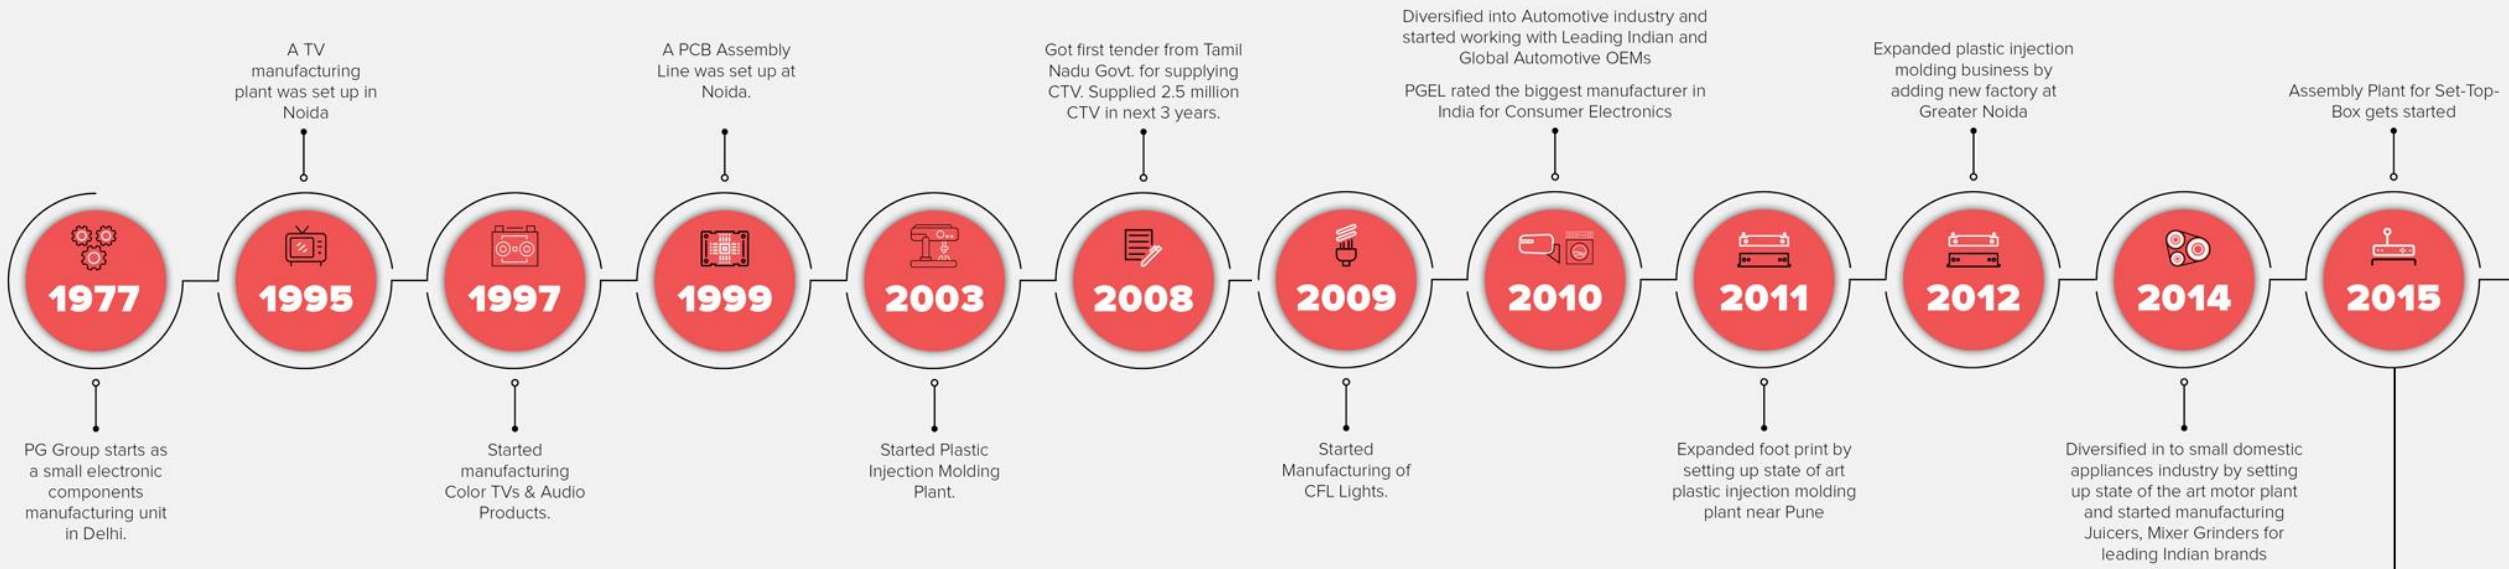 1977
PG Group starts as
a small electronic
components
manufacturing unit
in Delhi.
A TV
manufacturing
plant was set up in
Noida
1995
1997
Started
manufacturing
Color TVs & Audio
Products.
A PCB Assembly
Line was set up at
Noida.
1999
2003
Started Plastic
Injection Molding
Plant.
Got first tender from Tamil
Nadu Govt. for supplying
CTV. Supplied 2.5 million
CTV in next 3 years.
2008
2009
Started
Manufacturing of
CFL Lights.
Diversified into Automotive industry and
started working with Leading Indian and
Global Automotive OEMs
PGEL rated the biggest manufacturer in
India for Consumer Electronics
2010
2011
Expanded foot print by
setting up state of art
plastic injection molding
plant near Pune
Expanded plastic injection
molding business by
adding new factory at
Greater Noida
2012
2014
Diversified in to small domestic
appliances industry by setting
up state of the art motor plant
and started manufacturing
Juicers, Mixer Grinders for
leading Indian brands
Assembly Plant for Set-Top-
Box gets started
2015